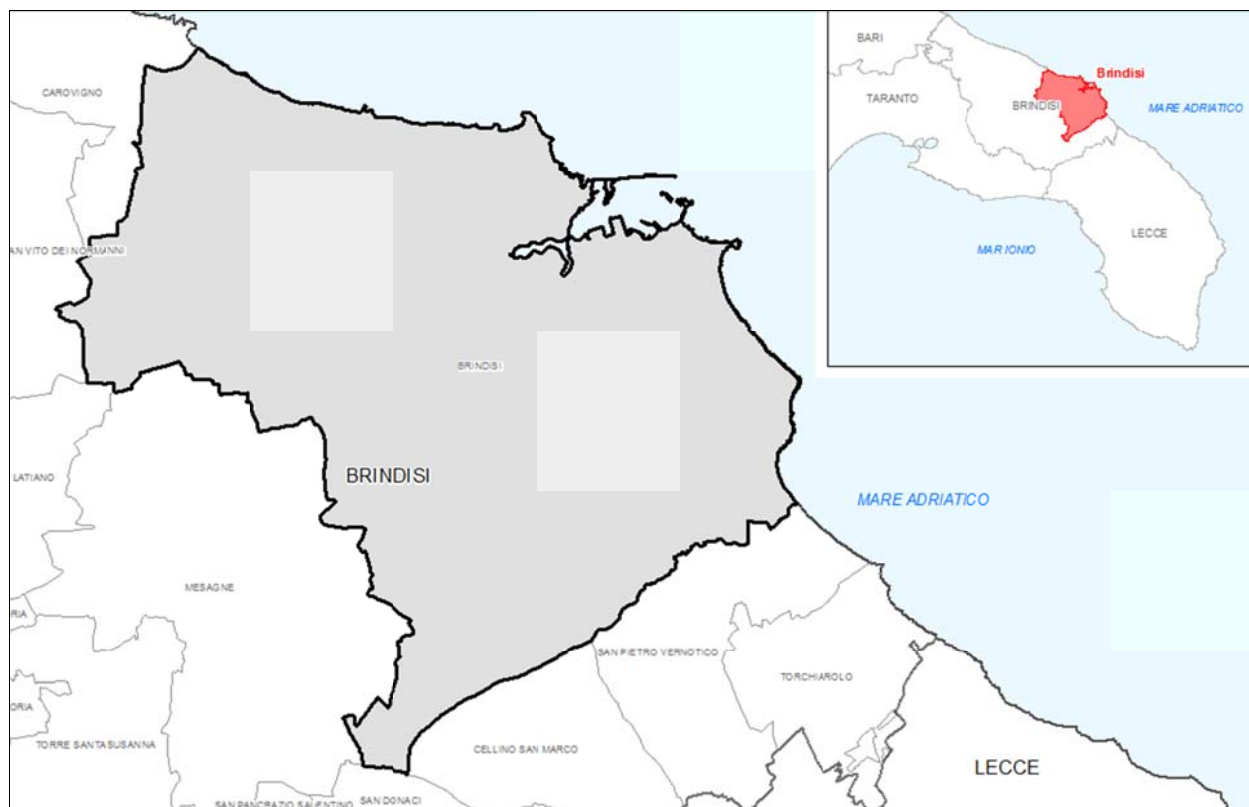 CAROVIGNO
AN VITO DEI NORMANNI
BRINDISI
BRINDISI
LATIANO
MESAGNE
RIA
ORIA
TORRE SANTA SUSANNA
SAN PANCRAZIO SALENTINO
SAN DONACI
CELLINO SAN MARCO
SAN PIETRO VERNOTICO
TORCHIAROLO
LECCE
MARE ADRIATICO
BARI
TARANTO
BRINDISI
Brindisi
MARE ADRIATICO
MAR IONIO
LECCE